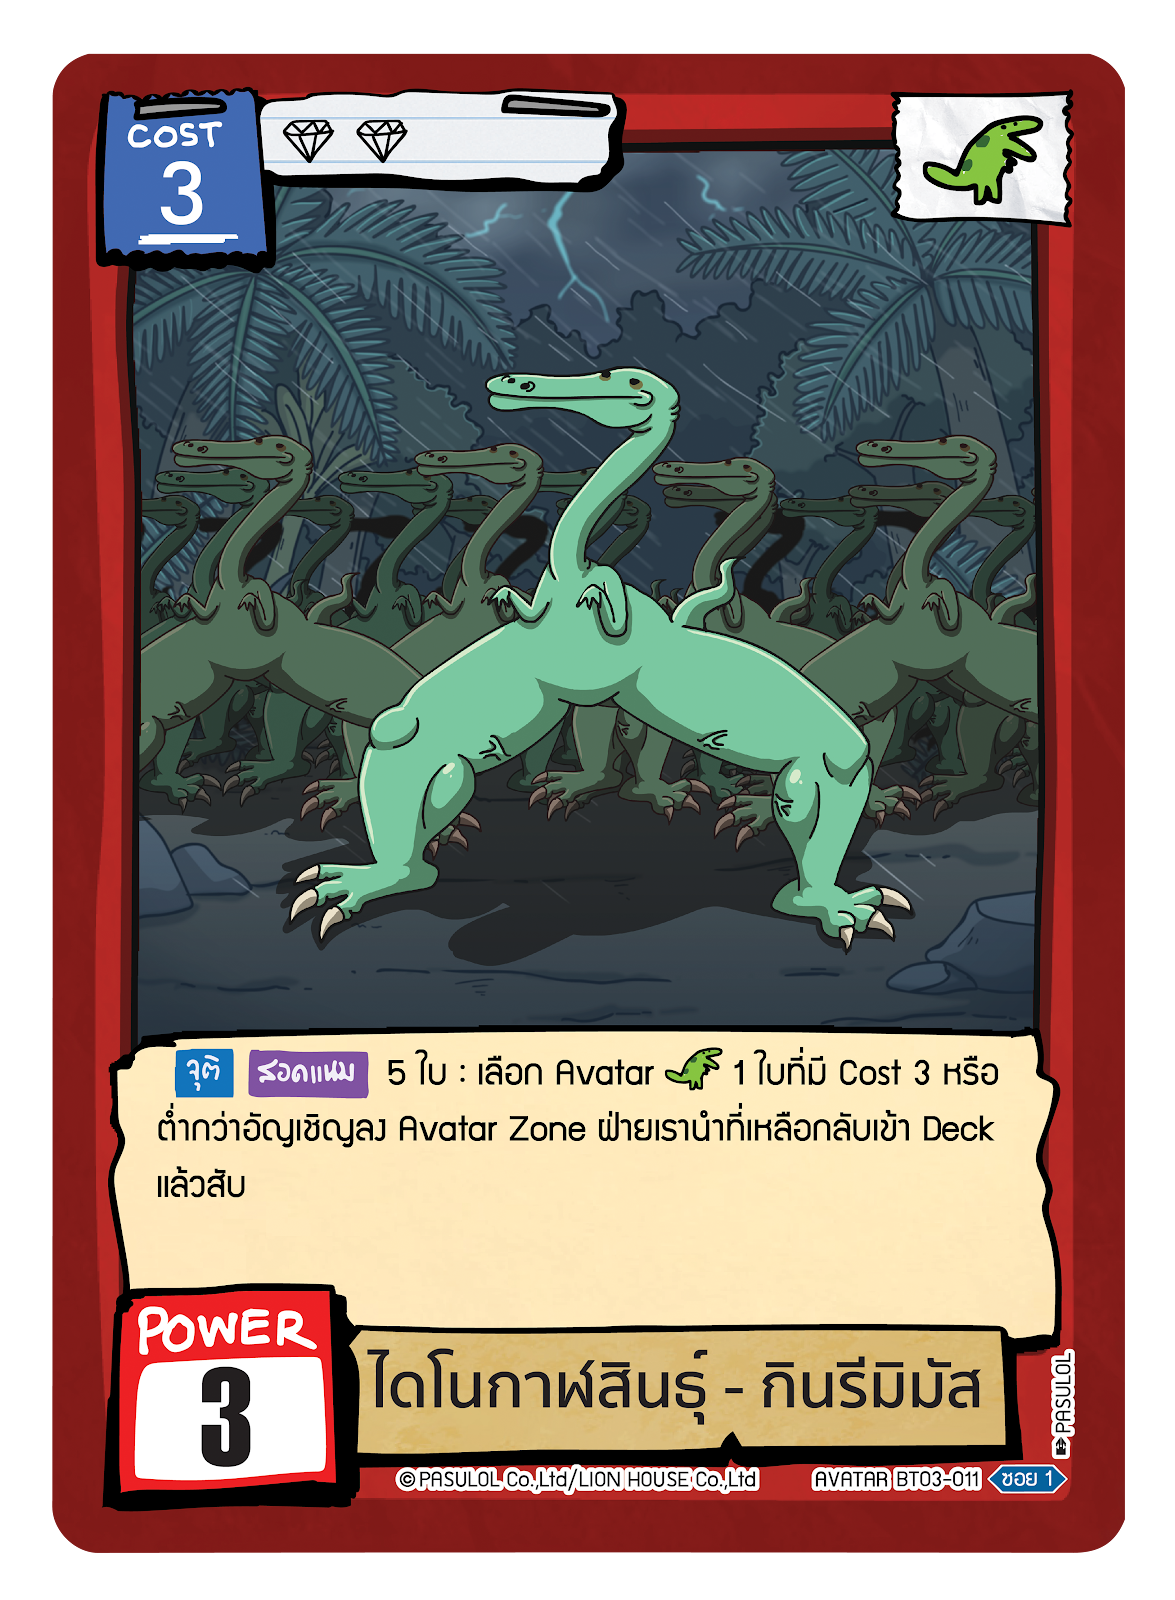 COST
3
จุติ สอดแนม 5 ใบ : เลือก Avatar 1 ใบที่มี Cost 3 หรือ
ต่ำกว่าอัญเชิญลง Avatar Zone ฝ่ายเรานำที่เหลือกลับเข้า Deck
แล้วสับ
POWER
3
ไดโนกาฬสินธุ์ - กินรีมิมัส
PASULOL
© PASULOL Co.,Ltd/LION HOUSE Co.,Ltd
AVATAR BT03-011 ซอย 1